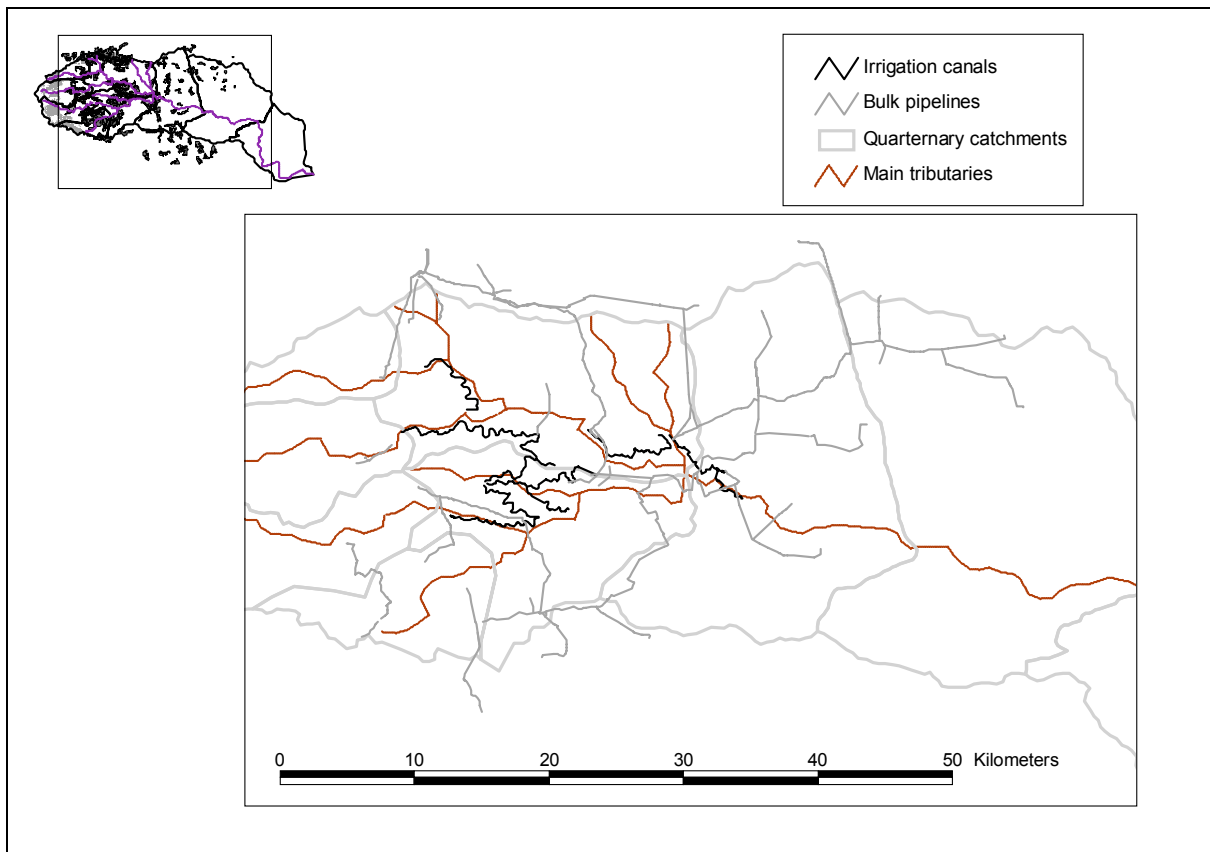 Irrigation canals
Bulk pipelines
Quarternary catchments
Main tributaries
0 10 20 30 40 50 Kilometers